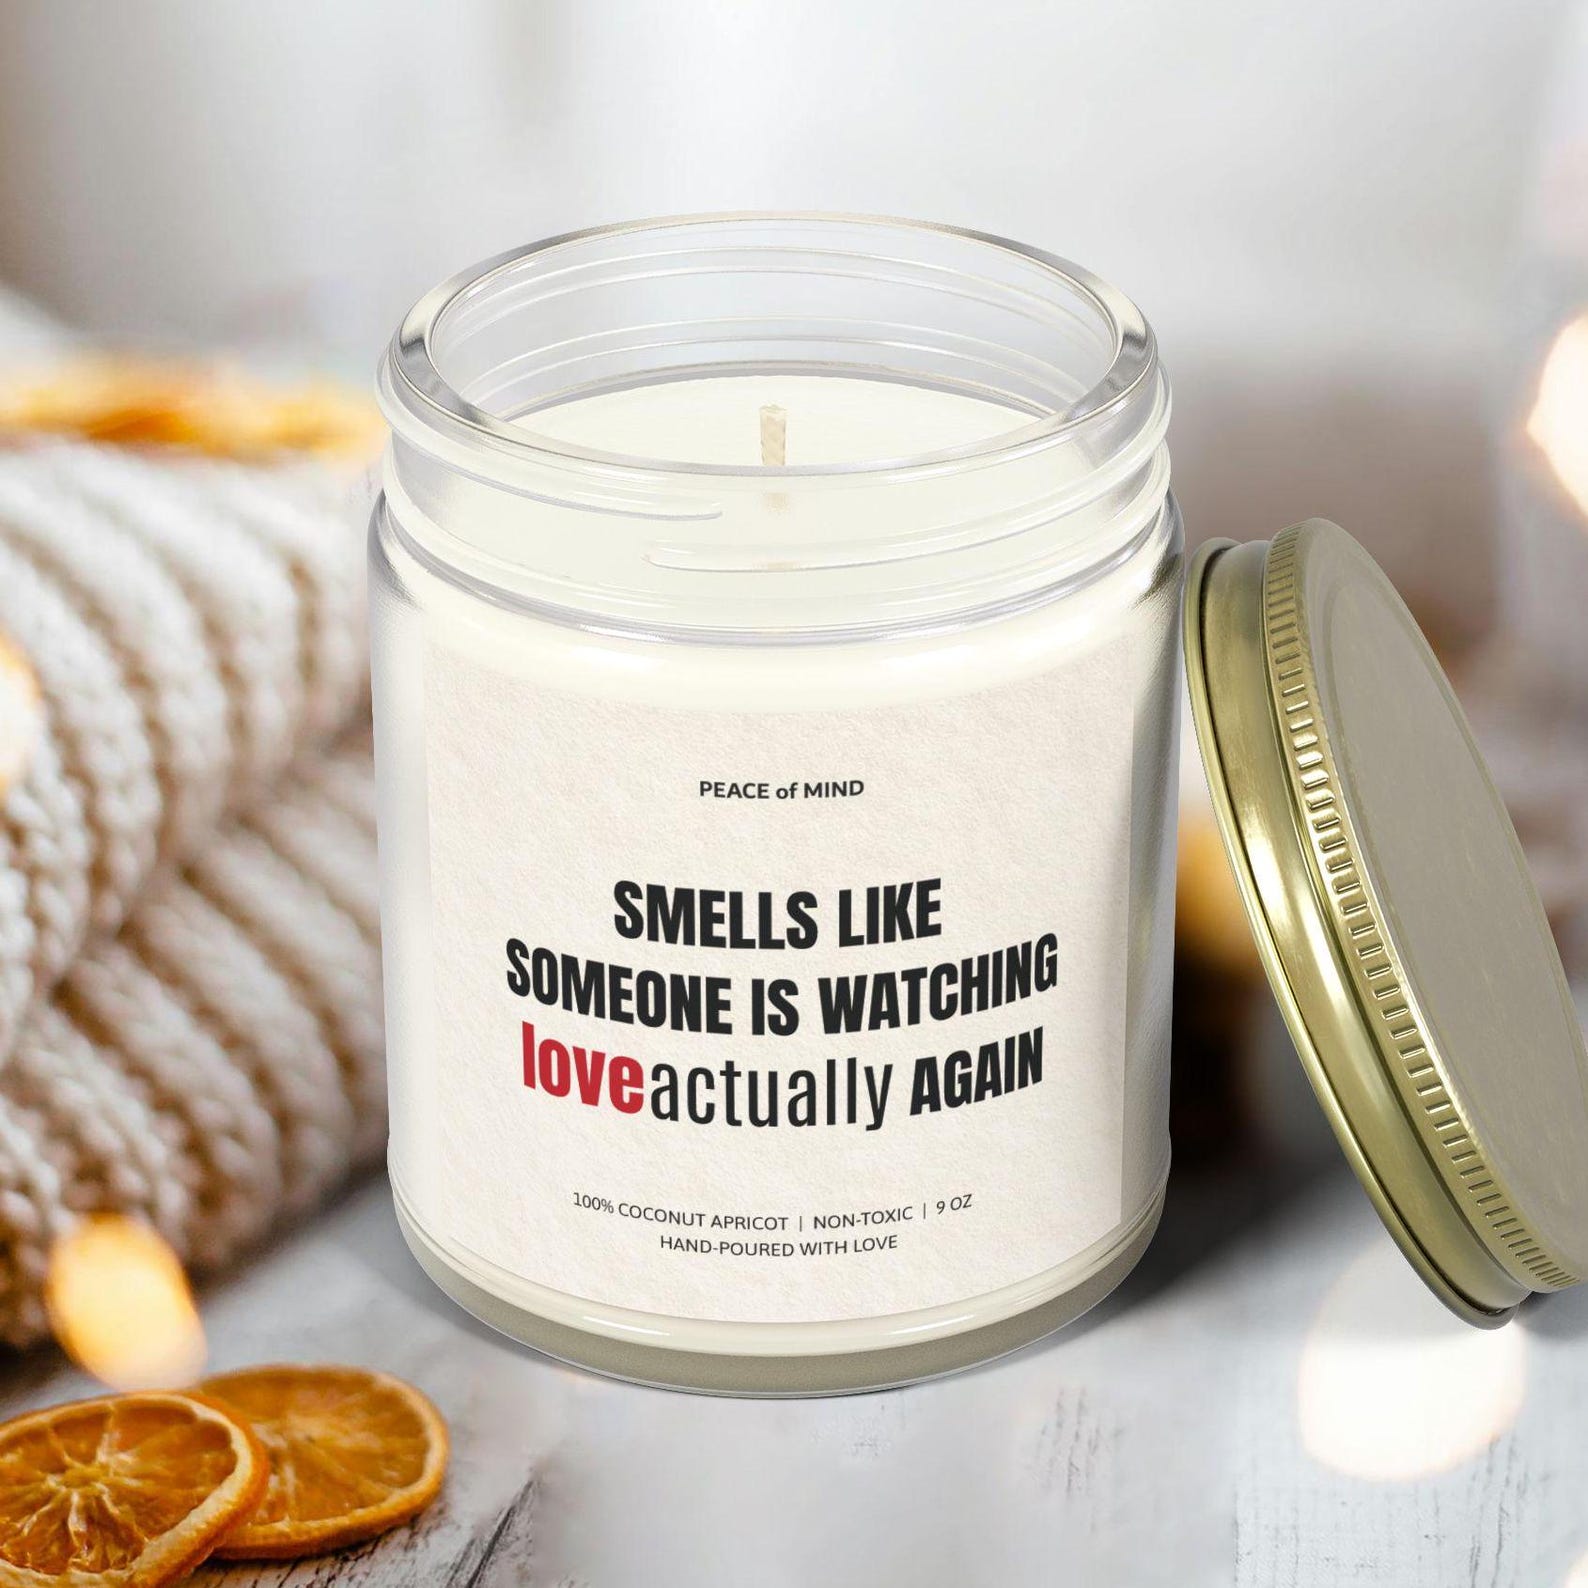 PEACE of MIND
SMELLS LIKE
SOMEONE IS WATCHING
loveactually AGAIN
100% COCONUT APRICOT | NON-TOXIC | 9 OZ
HAND-POURED WITH LOVE